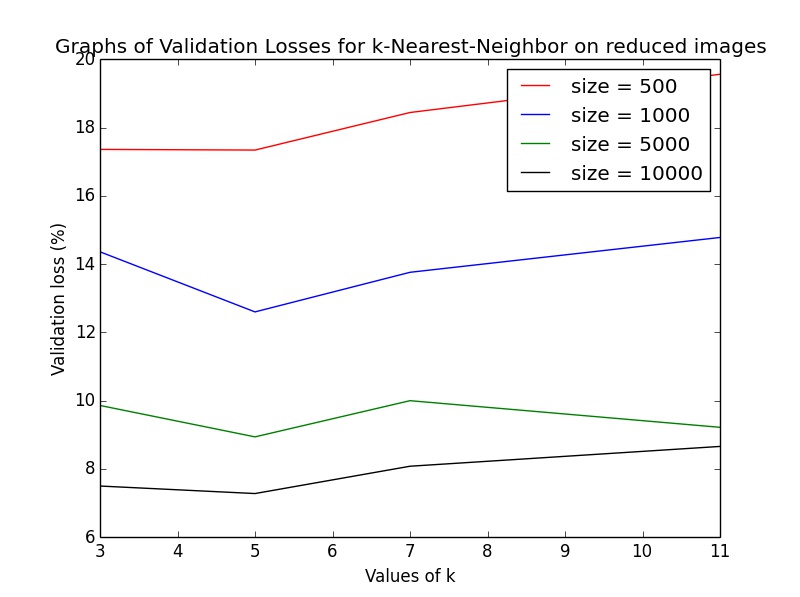 Graphs of Validation Losses for k-Nearest-Neighbor on reduced images
size = 500
size = 1000
size = 5000
size = 10000
Validation loss (%)
20
18
16
14
12
10
8
6
3 4 5 6 7 8 9 10 11
Values of k